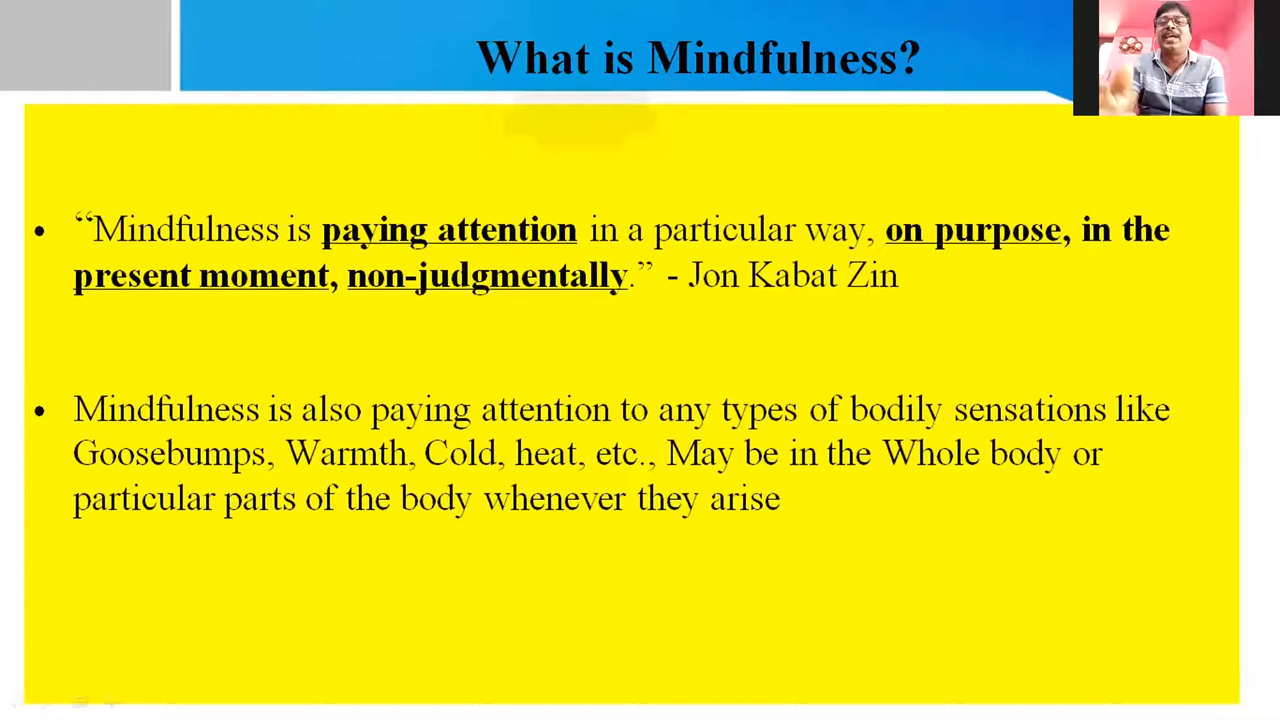 What is Mindfulness?
• “Mindfulness is paying attention in a particular way, on purpose, in the
present moment, non-judgmentally.” - Jon Kabat Zin
• Mindfulness is also paying attention to any types of bodily sensations like
Goosebumps, Warmth, Cold, heat, etc., May be in the Whole body or
particular parts of the body whenever they arise